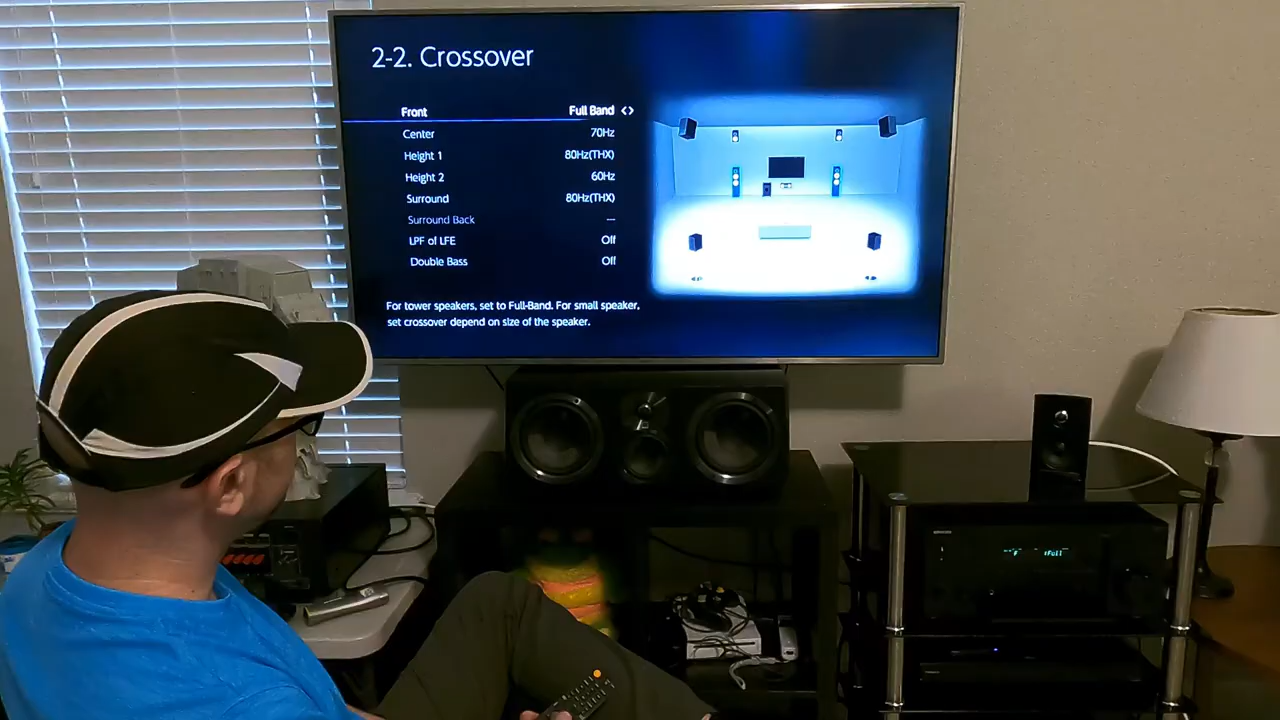 2-2. Crossover
Front Full Band
Center 70Hz
Height 1 80Hz(THX)
Height 2 60Hz
Surround 80Hz(THX)
Surround Back ---
LPF of LFE Off
Double Bass Off
For tower speakers, set to Full-Band. For small speaker,
set crossover depend on size of the speaker.